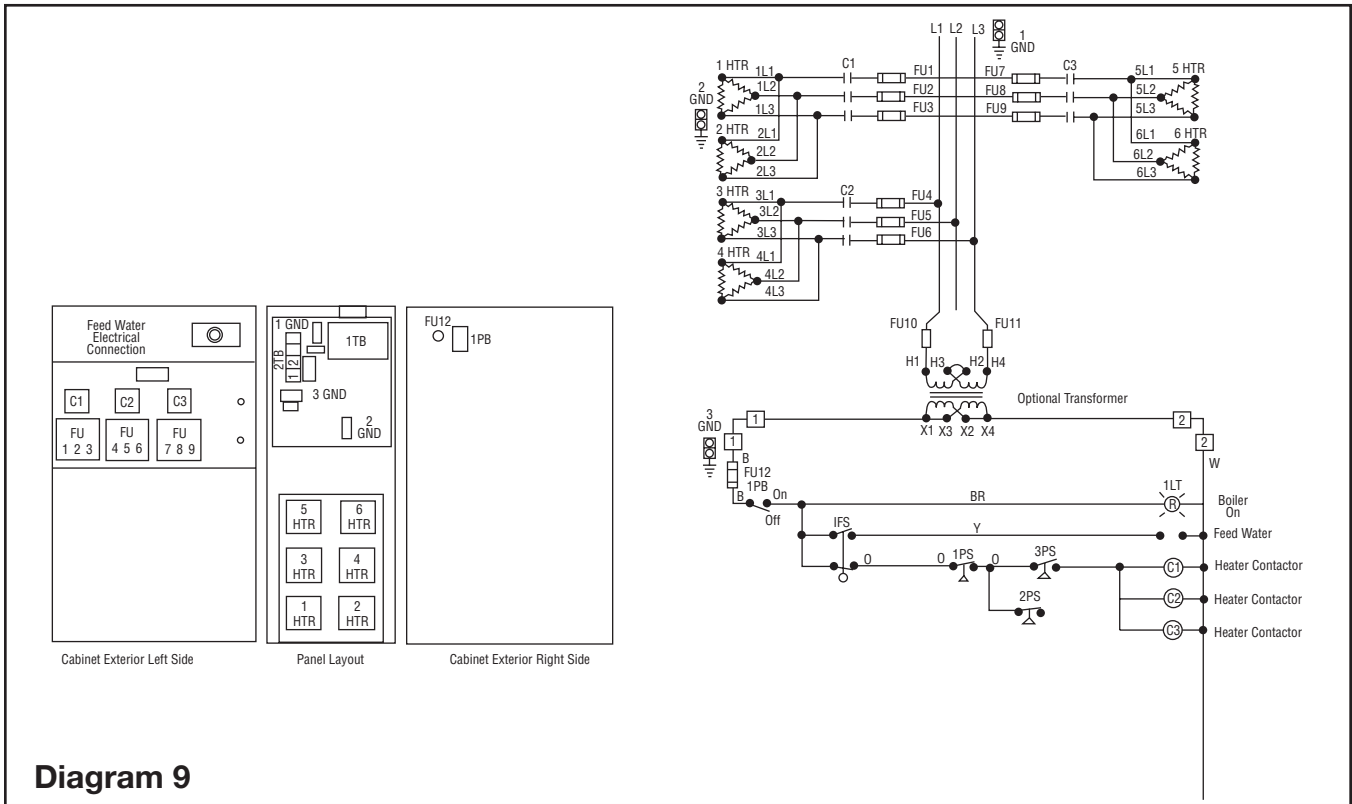 L1 L2 L3
1
GND
1 HTR 1L1 C1 FU1 FU7 C3 5L1 5 HTR
2
GND
1L2 FU2 FU8 5L2
1L3 FU3 FU9 5L3
2 HTR 2L1 6L1 6 HTR
2L2 6L2
2L3 6L3
3 HTR 3L1 C2 FU4
3L2 FU5
3L3 FU6
4 HTR 4L1
4L2
4L3
FU10 FU11
H1 H3 H2 H4
Optional Transformer
3
GND
1 2
X1 X3 X2 X4
1 2
B W
FU12
1PB
B On BR 1LT
R
Boiler
On
Off
IFS Y Feed Water
O O 1PS O 3PS C1 Heater Contactor
2PS C2 Heater Contactor
C3 Heater Contactor
Feed Water
Electrical
Connection
C1 C2 C3
FU
1 2 3
FU
4 5 6
FU
7 8 9
Cabinet Exterior Left Side
1 GND
1TB
2TB
1 2
3 GND
2
GND
5
HTR
6
HTR
3
HTR
4
HTR
1
HTR
2
HTR
Panel Layout
FU12
1PB
Cabinet Exterior Right Side
Diagram 9